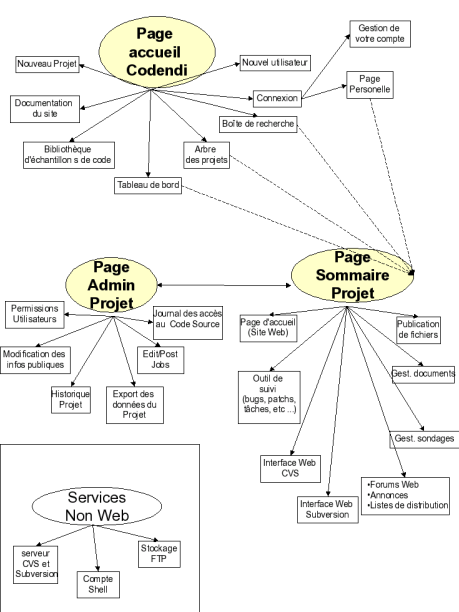 Page
accueil
Codendi
Gestion de
votre compte
Nouveau Projet
Nouvel utilisateur
Page
Personelle
Connexion
Documentation
du site
Boîte de recherche
Bibliothèque
d'échantillon s de code
Arbre
des projets
Tableau de bord
Page
Admin
Projet
Page
Sommaire
Projet
Permissions
Utilisateurs
Journal des accès
au Code Source
Page d'accueil
(Site Web)
Publication
de fichiers
Modification des
infos publiques
Edit/Post
Jobs
Gest. documents
Outil de
suivi
(bugs, patchs,
tâches, etc ...)
Historique
Projet
Export des
données du
Projet
Gest. sondages
Interface Web
CVS
Interface Web
Subversion
•Forums Web
•Annonces
•Listes de distribution
Services
Non Web
serveur
CVS et
Subversion
Compte
Shell
Stockage
FTP